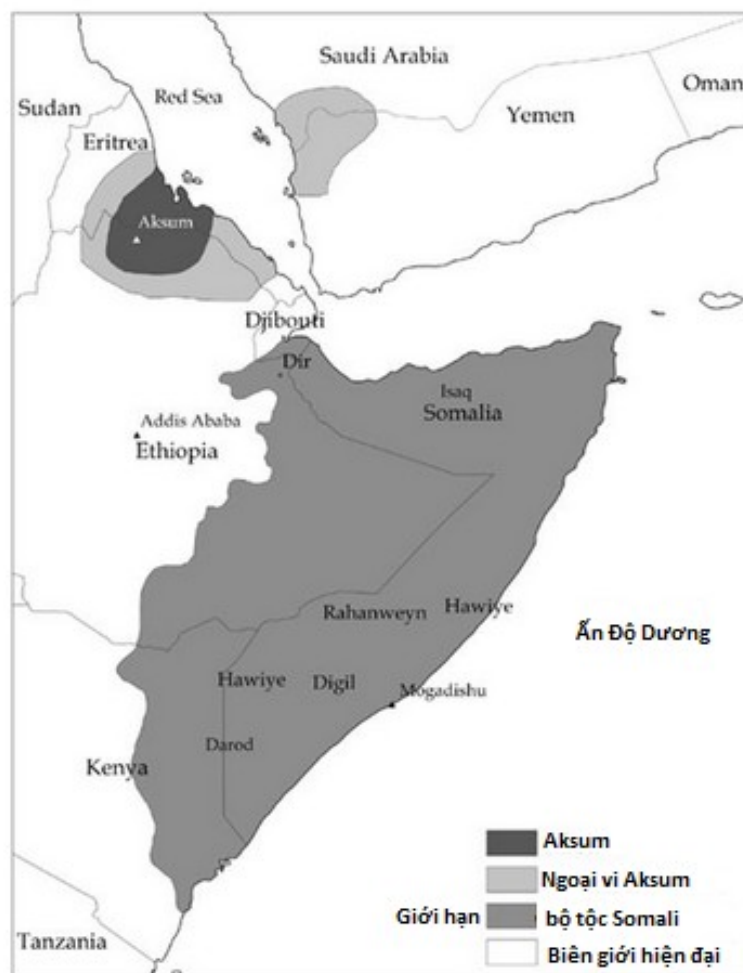 Saudi Arabia
Oman
Sudan
Red Sea
Yemen
Eritrea
Aksum
Djibouti
Dir
Isaq
Somalia
Addis Ababa
Ethiopia
Rahanweyn
Hawiye
Ấn Độ Dương
Hawiye
Digil
Mogadishu
Darod
Kenya
Aksum
Ngoại vi Aksum
Giới hạn bộ tộc Somali
Tanzania
Biên giới hiện đại